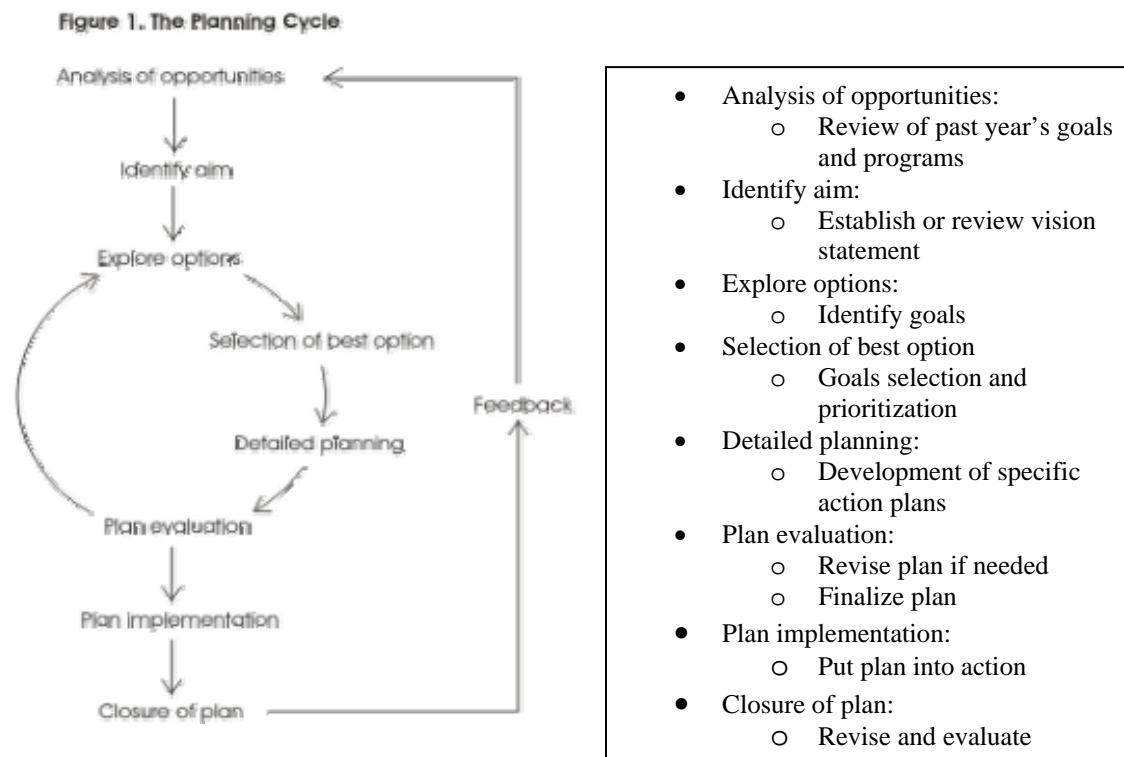 Figure 1. The Planning Cycle
Analysis of opportunities
Identify aim
Explore options
Selection of best option
Detailed planning
Plan evaluation
Plan implementation
Closure of plan
Feedback
• Analysis of opportunities:
o Review of past year's goals
and programs
• Identify aim:
o Establish or review vision
statement
• Explore options:
o Identify goals
• Selection of best option
o Goals selection and
prioritization
• Detailed planning:
o Development of specific
action plans
• Plan evaluation:
o Revise plan if needed
o Finalize plan
• Plan implementation:
o Put plan into action
• Closure of plan:
o Revise and evaluate